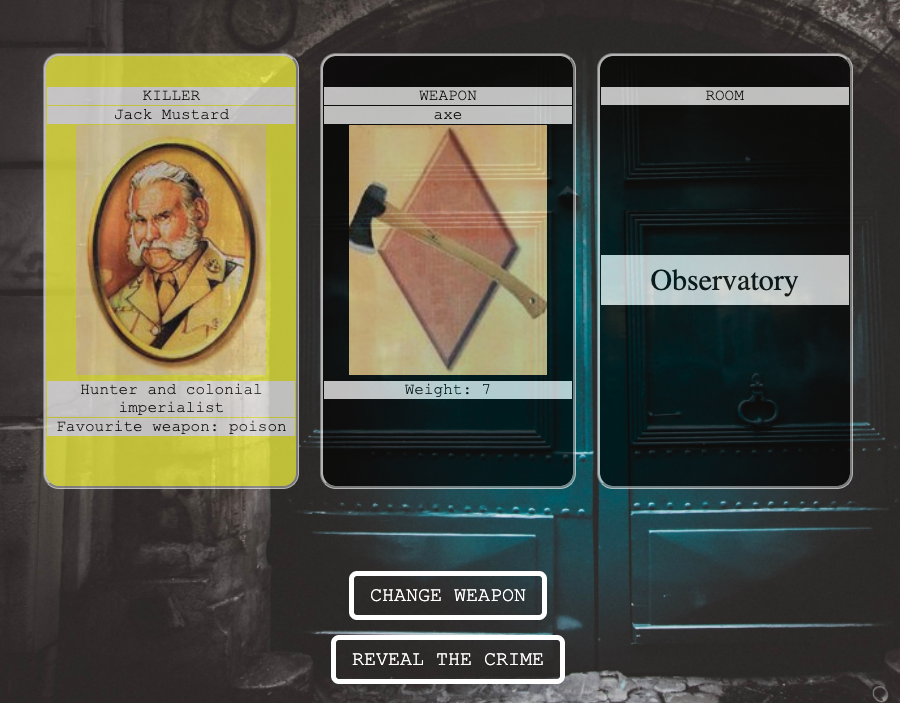 KILLER
Jack Mustard
Hunter and colonial
imperialist
Favourite weapon: poison
WEAPON
axe
Weight: 7
ROOM
Observatory
CHANGE WEAPON
REVEAL THE CRIME